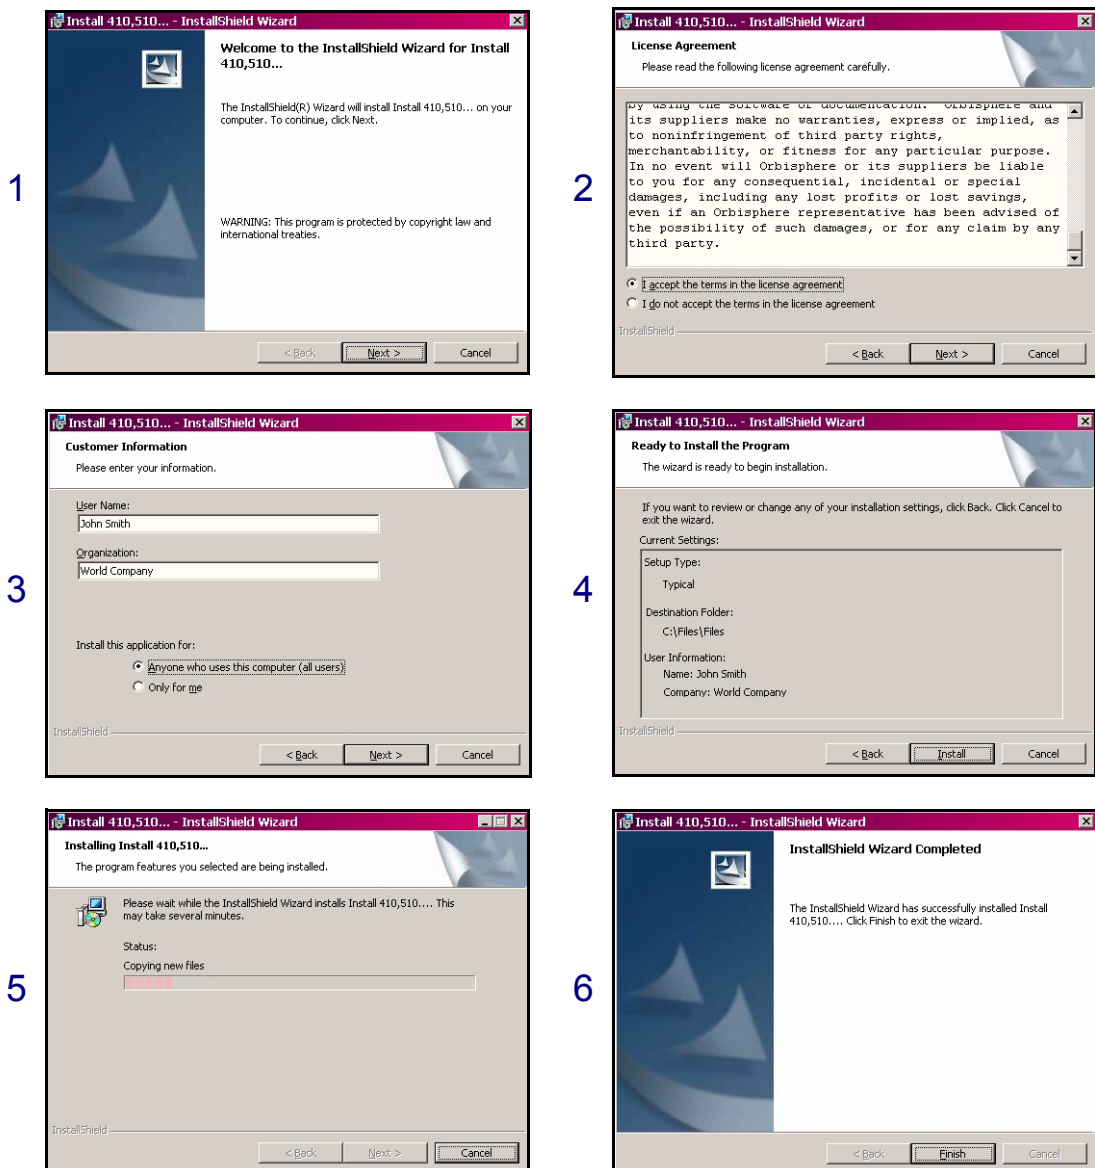 Install 410,510... - InstallShield Wizard
Welcome to the InstallShield Wizard for Install
410,510...
The InstallShield(R) Wizard will install Install 410,510... on your
computer. To continue, click Next.
1
WARNING: This program is protected by copyright law and
international treaties.
< Back
Next >
Cancel
Install 410,510... - InstallShield Wizard
License Agreement
Please read the following license agreement carefully.
by using the software or documentation. Orbisphere and
its suppliers make no warranties, express or implied, as
to noninfringement of third party rights,
merchantability, or fitness for any particular purpose.
In no event will Orbisphere or its suppliers be liable
2
to you for any consequential, incidental or special
damages, including any lost profits or lost savings,
even if an Orbisphere representative has been advised of
the possibility of such damages, or for any claim by any
third party.
I accept the terms in the license agreement
I do not accept the terms in the license agreement
InstallShield
< Back
Next >
Cancel
Install 410,510... - InstallShield Wizard
Customer Information
Please enter your information.
User Name:
John Smith
Organization:
World Company
3
Install this application for:
Anyone who uses this computer (all users)
Only for me
InstallShield
< Back
Next >
Cancel
Install 410,510... - InstallShield Wizard
Ready to Install the Program
The wizard is ready to begin installation.
If you want to review or change any of your installation settings, click Back. Click Cancel to
exit the wizard.
Current Settings:
Setup Type:
Typical
4
Destination Folder:
C:\Files\Files
User Information:
Name: John Smith
Company: World Company
InstallShield
< Back
Install
Cancel
Install 410,510... - InstallShield Wizard
Installing Install 410,510...
The program features you selected are being installed.
Please wait while the InstallShield Wizard installs Install 410,510.... This
may take several minutes.
Status:
Copying new files
5
InstallShield
< Back
Next >
Cancel
Install 410,510... - InstallShield Wizard
InstallShield Wizard Completed
The InstallShield Wizard has successfully installed Install
410,510.... Click Finish to exit the wizard.
6
< Back
Finish
Cancel